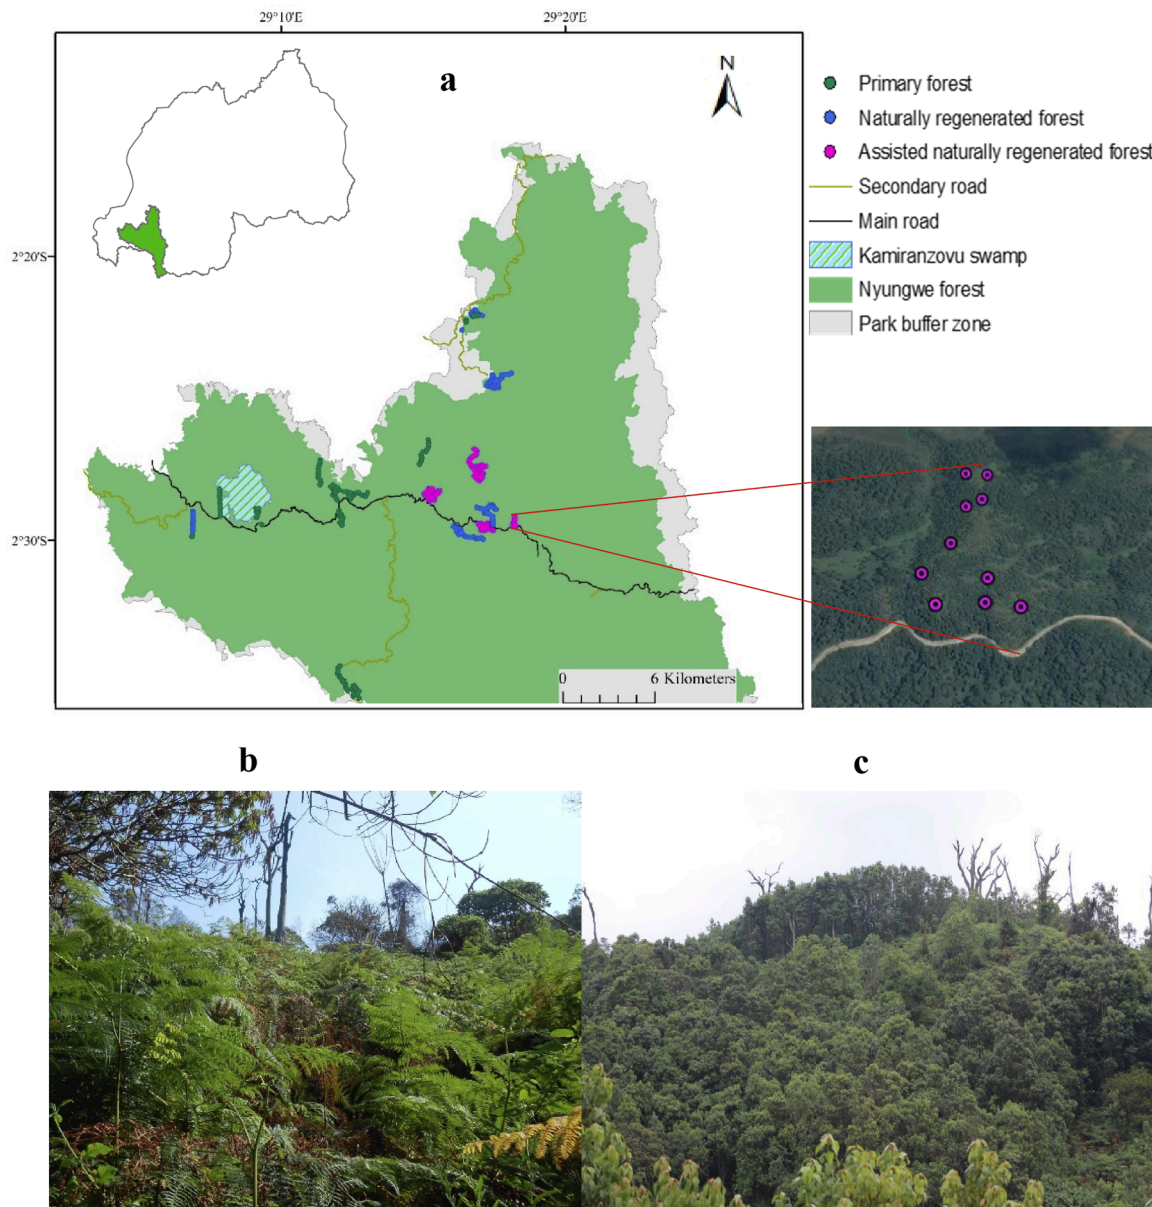 29°10'E 29°20'E
a
N
2°20'S
2°30'S
0 6 Kilometers
Primary forest
Naturally regenerated forest
Assisted naturally regenerated forest
Secondary road
Main road
Kamiranzovu swamp
Nyungwe forest
Park buffer zone
b
c